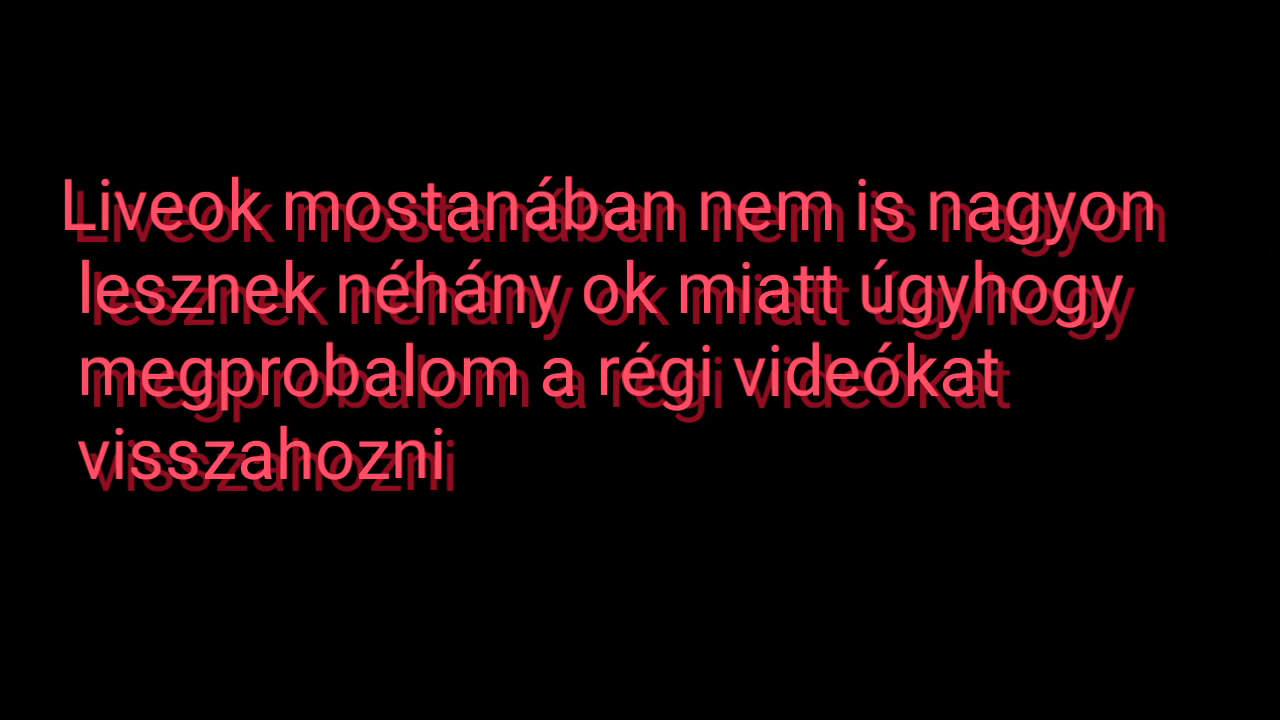 Liveok mostanában nem is nagyon
lesznek néhány ok miatt úgyhogy
megprobalom a régi videókat
visszahozni